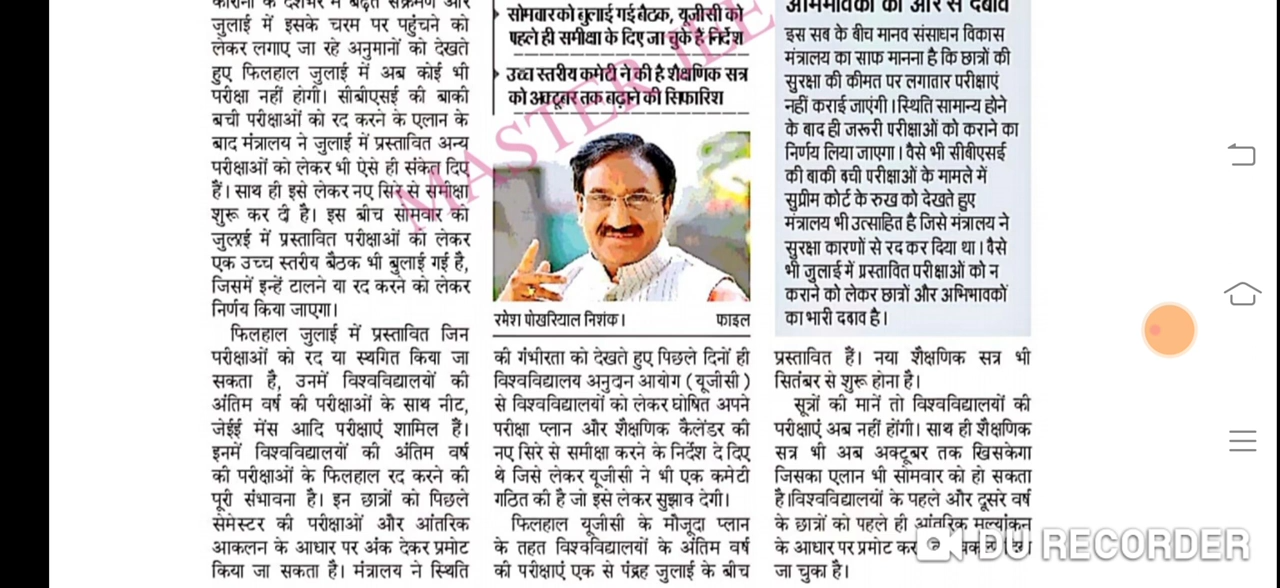 कोरोना के देशभर में बढ़ते संक्रमण और
जुलाई में इसके चरम पर पहुंचने को
लेकर लगाए जा रहे अनुमानों को देखते
हुए फिलहाल जुलाई में अब कोई भी
परीक्षा नहीं होगी। सीबीएसई की बाकी
बची परीक्षाओं को रद करने के एलान के
बाद मंत्रालय ने जुलाई में प्रस्तावित अन्य
परीक्षाओं को लेकर भी ऐसे ही संकेत दिए
हैं। साथ ही इसे लेकर नए सिरे से समीक्षा
शुरू कर दी है। इस बीच सोमवार को
जुलाई में प्रस्तावित परीक्षाओं को लेकर
एक उच्च स्तरीय बैठक भी बुलाई गई है,
जिसमें इन्हें टालने या रद करने को लेकर
निर्णय किया जाएगा।
फिलहाल जुलाई में प्रस्तावित जिन
परीक्षाओं को रद या स्थगित किया जा
सकता है, उनमें विश्वविद्यालयों की
अंतिम वर्ष की परीक्षाओं के साथ नीट,
जेईई मेंस आदि परीक्षाएं शामिल हैं।
इनमें विश्वविद्यालयों की अंतिम वर्ष
की परीक्षाओं के फिलहाल रद करने की
पूरी संभावना है। इन छात्रों को पिछले
सेमेस्टर की परीक्षाओं और आंतरिक
आकलन के आधार पर अंक देकर प्रमोट
किया जा सकता है। मंत्रालय ने स्थिति
सोमवार को बुलाई गई बैठक, यूजीसी को
पहले ही समीक्षा के दिए जा चुके हैं निर्देश
उच्च स्तरीय कमेटी ने की है शैक्षणिक सत्र
को अक्टूबर तक बढ़ाने की सिफारिश
MASTER JEE
रमेश पोखरियाल निशंक। फाइल
की गंभीरता को देखते हुए पिछले दिनों ही
विश्वविद्यालय अनुदान आयोग (यूजीसी)
से विश्वविद्यालयों को लेकर घोषित अपने
परीक्षा प्लान और शैक्षणिक कैलेंडर की
नए सिरे से समीक्षा करने के निर्देश दे दिए
थे जिसे लेकर यूजीसी ने भी एक कमेटी
गठित की है जो इसे लेकर सुझाव देगी।
फिलहाल यूजीसी के मौजूदा प्लान
के तहत विश्वविद्यालयों के अंतिम वर्ष
की परीक्षाएं एक से पंद्रह जुलाई के बीच
अभिभावकों की ओर से दबाव
इस सब के बीच मानव संसाधन विकास
मंत्रालय का साफ मानना है कि छात्रों की
सुरक्षा की कीमत पर लगातार परीक्षाएं
नहीं कराई जाएंगी। स्थिति सामान्य होने
के बाद ही जरूरी परीक्षाओं को कराने का
निर्णय लिया जाएगा। वैसे भी सीबीएसई
की बाकी बची परीक्षाओं के मामले में
सुप्रीम कोर्ट के रुख को देखते हुए
मंत्रालय भी उत्साहित है जिसे मंत्रालय ने
सुरक्षा कारणों से रद कर दिया था। वैसे
भी जुलाई में प्रस्तावित परीक्षाओं को न
कराने को लेकर छात्रों और अभिभावकों
का भारी दबाव है।
प्रस्तावित हैं। नया शैक्षणिक सत्र भी
सितंबर से शुरू होना है।
सूत्रों की मानें तो विश्वविद्यालयों की
परीक्षाएं अब नहीं होंगी। साथ ही शैक्षणिक
सत्र भी अब अक्टूबर तक खिसकेगा
जिसका एलान भी सोमवार को हो सकता
है। विश्वविद्यालयों के पहले और दूसरे वर्ष
के छात्रों को पहले ही आंतरिक मूल्यांकन
के आधार पर प्रमोट
जा चुका है।
DU RECORDER